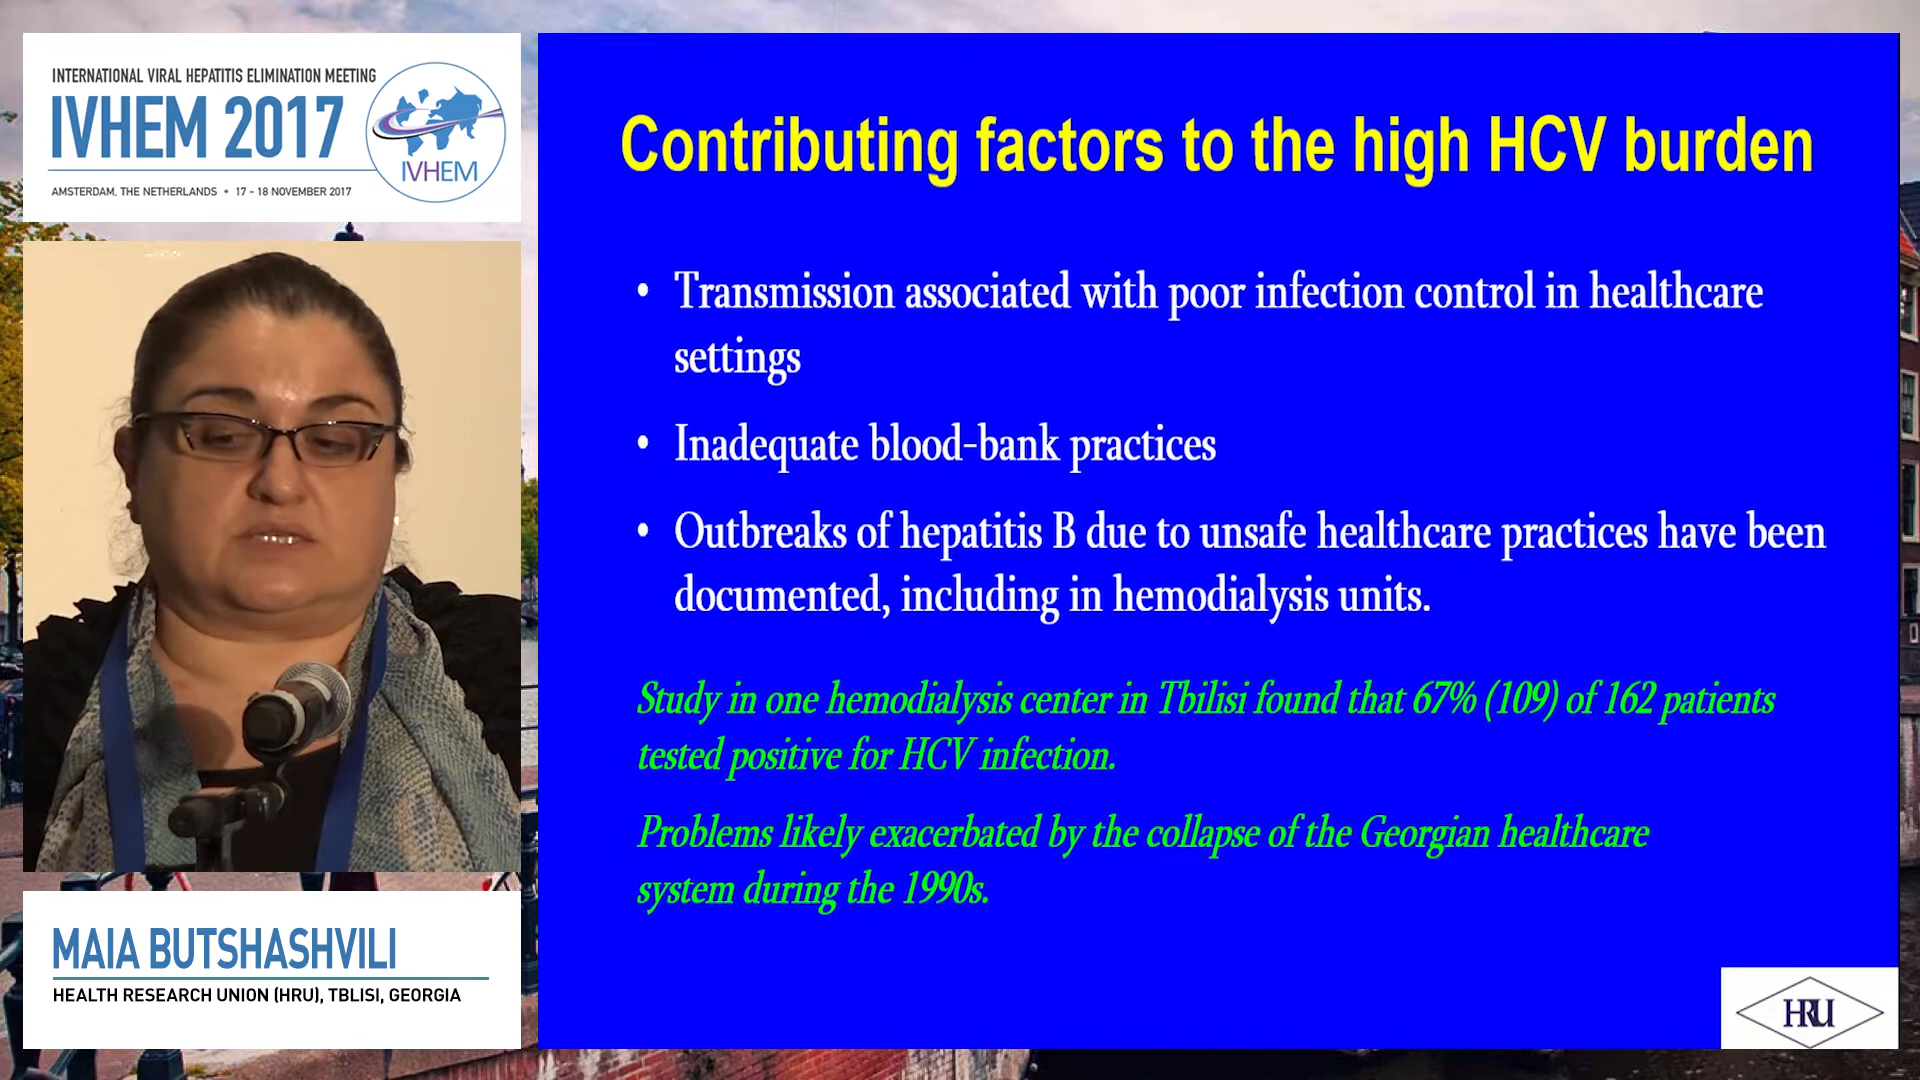 INTERNATIONAL VIRAL HEPATITIS ELIMINATION MEETING
IVHEM 2017
IVHEM
AMSTERDAM, THE NETHERLANDS • 17 - 18 NOVEMBER 2017
MAIA BUTSHASHVILI
HEALTH RESEARCH UNION (HRU), TBLISI, GEORGIA
Contributing factors to the high HCV burden
• Transmission associated with poor infection control in healthcare
settings
• Inadequate blood-bank practices
• Outbreaks of hepatitis B due to unsafe healthcare practices have been
documented, including in hemodialysis units.
Study in one hemodialysis center in Tbilisi found that 67% (109) of 162 patients
tested positive for HCV infection.
Problems likely exacerbated by the collapse of the Georgian healthcare
system during the 1990s.
HRU